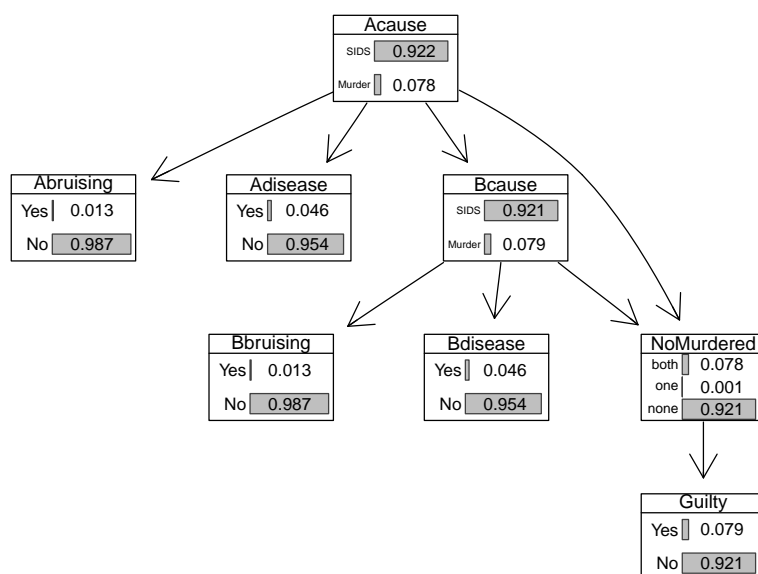 Acause
SIDS 0.922
Murder 0.078
Abruising
Yes 0.013
No 0.987
Adisease
Yes 0.046
No 0.954
Bcause
SIDS 0.921
Murder 0.079
Bbruising
Yes 0.013
No 0.987
Bdisease
Yes 0.046
No 0.954
NoMurdered
both 0.078
one 0.001
none 0.921
Guilty
Yes 0.079
No 0.921